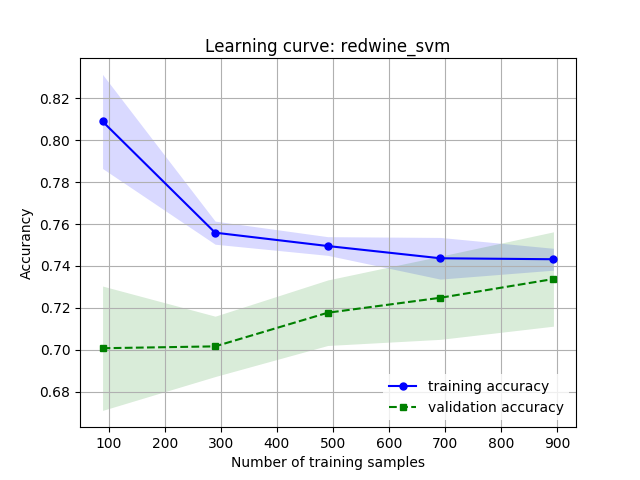 Learning curve: redwine_svm
Accurancy
0.82
0.80
0.78
0.76
0.74
0.72
0.70
0.68
training accuracy
validation accuracy
100 200 300 400 500 600 700 800 900
Number of training samples